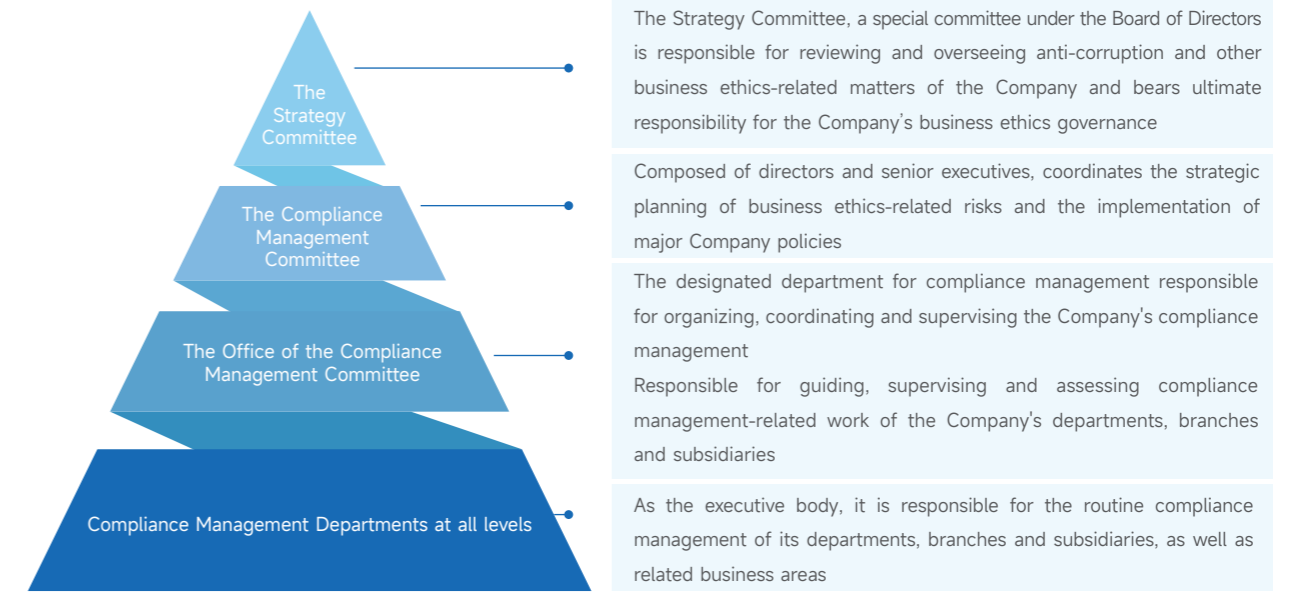 The
Strategy
Committee
The Strategy Committee, a special committee under the Board of Directors
is responsible for reviewing and overseeing anti-corruption and other
business ethics-related matters of the Company and bears ultimate
responsibility for the Company's business ethics governance
The Compliance
Management
Committee
Composed of directors and senior executives, coordinates the strategic
planning of business ethics-related risks and the implementation of
major Company policies
The Office of the Compliance
Management Committee
The designated department for compliance management responsible
for organizing, coordinating and supervising the Company's compliance
management
Responsible for guiding, supervising and assessing compliance
management-related work of the Company's departments, branches
and subsidiaries
Compliance Management Departments at all levels
As the executive body, it is responsible for the routine compliance
management of its departments, branches and subsidiaries, as well as
related business areas